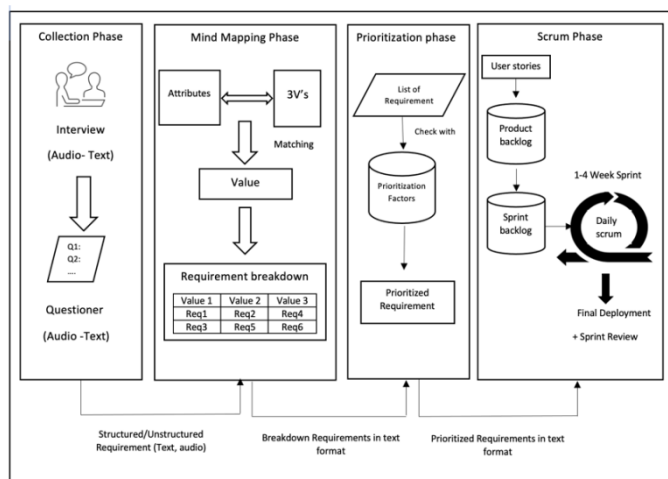 Collection Phase
Interview
(Audio- Text)
Q1:
Q2:
....
Questioner
(Audio -Text)
Mind Mapping Phase
Attributes
3V's
Matching
Value
Requirement breakdown
Value 1 Value 2 Value 3
Req1 Req2 Req4
Req3 Req5 Req6
Prioritization phase
List of
Requirement
Check with
Prioritization
Factors
Prioritized
Requirement
Scrum Phase
User stories
Product
backlog
1-4 Week Sprint
Sprint
backlog
Daily
scrum
Final Deployment
+ Sprint Review
Structured/Unstructured
Requirement (Text, audio)
Breakdown Requirements in text
format
Prioritized Requirements in text
format